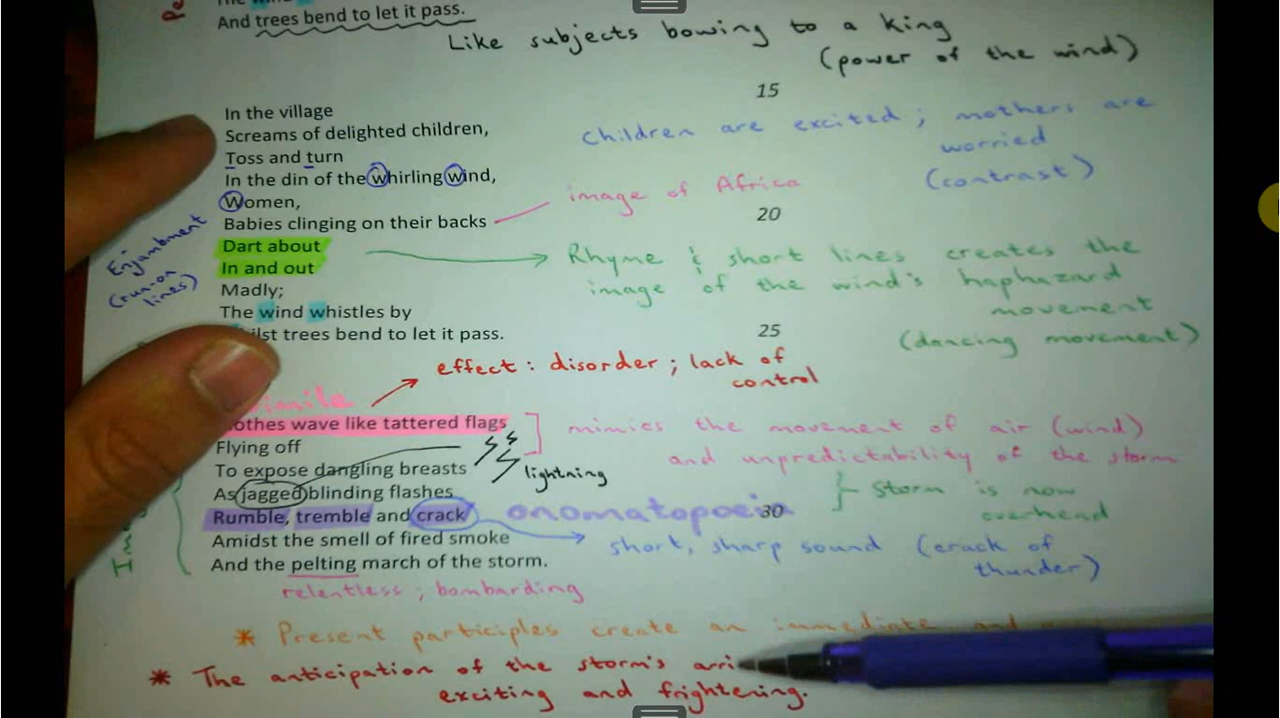 And trees bend to let it pass.
Like subjects bowing to a King
(power of the wind)
15
In the village
Screams of delighted children,
Children are excited; mothers are
worried
(contrast)
Toss and turn
In the din of the whirling wind,
Women,
image of Africa
20
Babies clinging on their backs
Enjambment
(run-on
lines)
Dart about
In and out
Rhyme & short lines creates the
image of the wind's haphazard
movement
(dancing movement)
Madly;
The wind whistles by
trees bend to let it pass.
25
effect: disorder; lack of
control
wave like tattered flags
mimics the movement of air (wind)
and unpredictability of the storm
Flying off
To expose dangling breasts
lightning
As jagged blinding flashes
Storm is now
overhead
Rumble, tremble and crack
onomatopoeia
30
short, sharp sound (crack of
thunder)
Amidst the smell of fired smoke
And the pelting march of the storm.
relentless; bombarding
* Present participles create an immediate and
* The anticipation of the storm's
exciting and frightening.